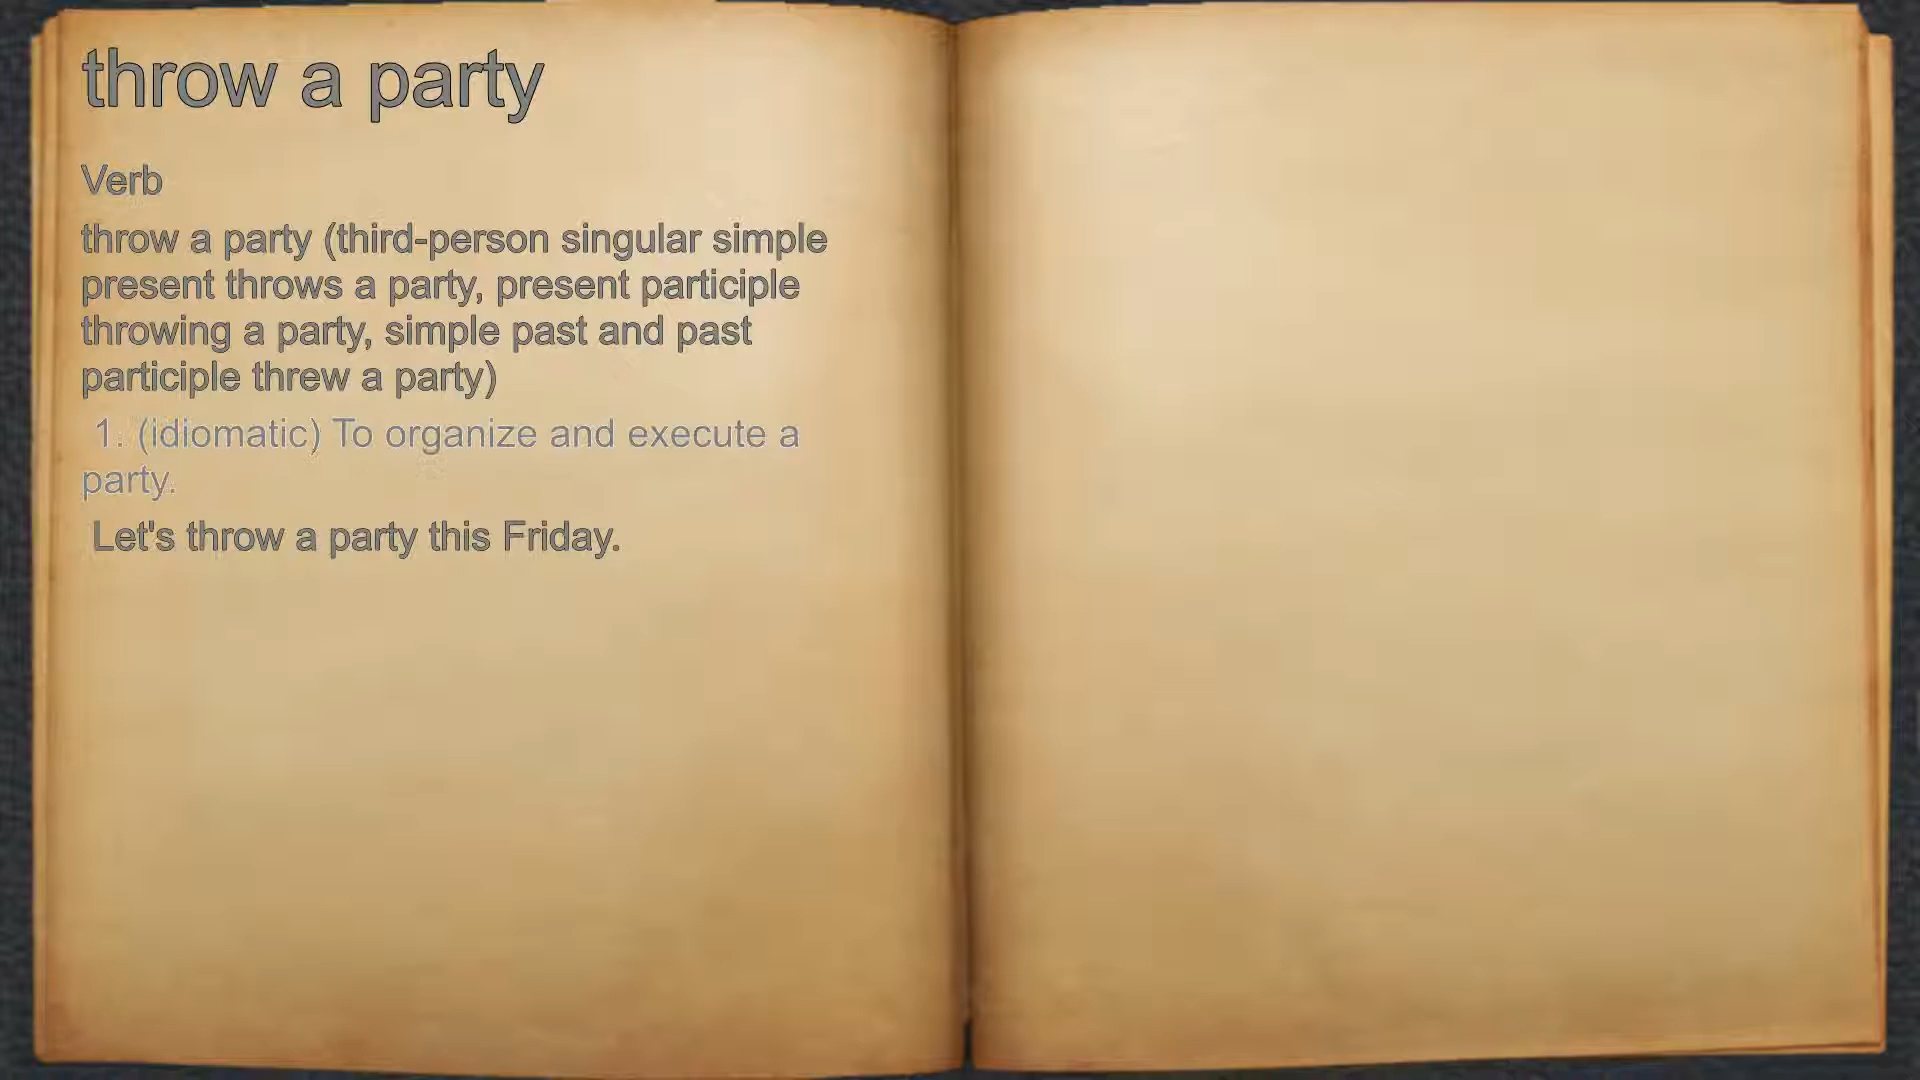 throw a party
Verb
throw a party (third-person singular simple
present throws a party, present participle
throwing a party, simple past and past
participle threw a party)
1. (idiomatic) To organize and execute a
party.
Let's throw a party this Friday.